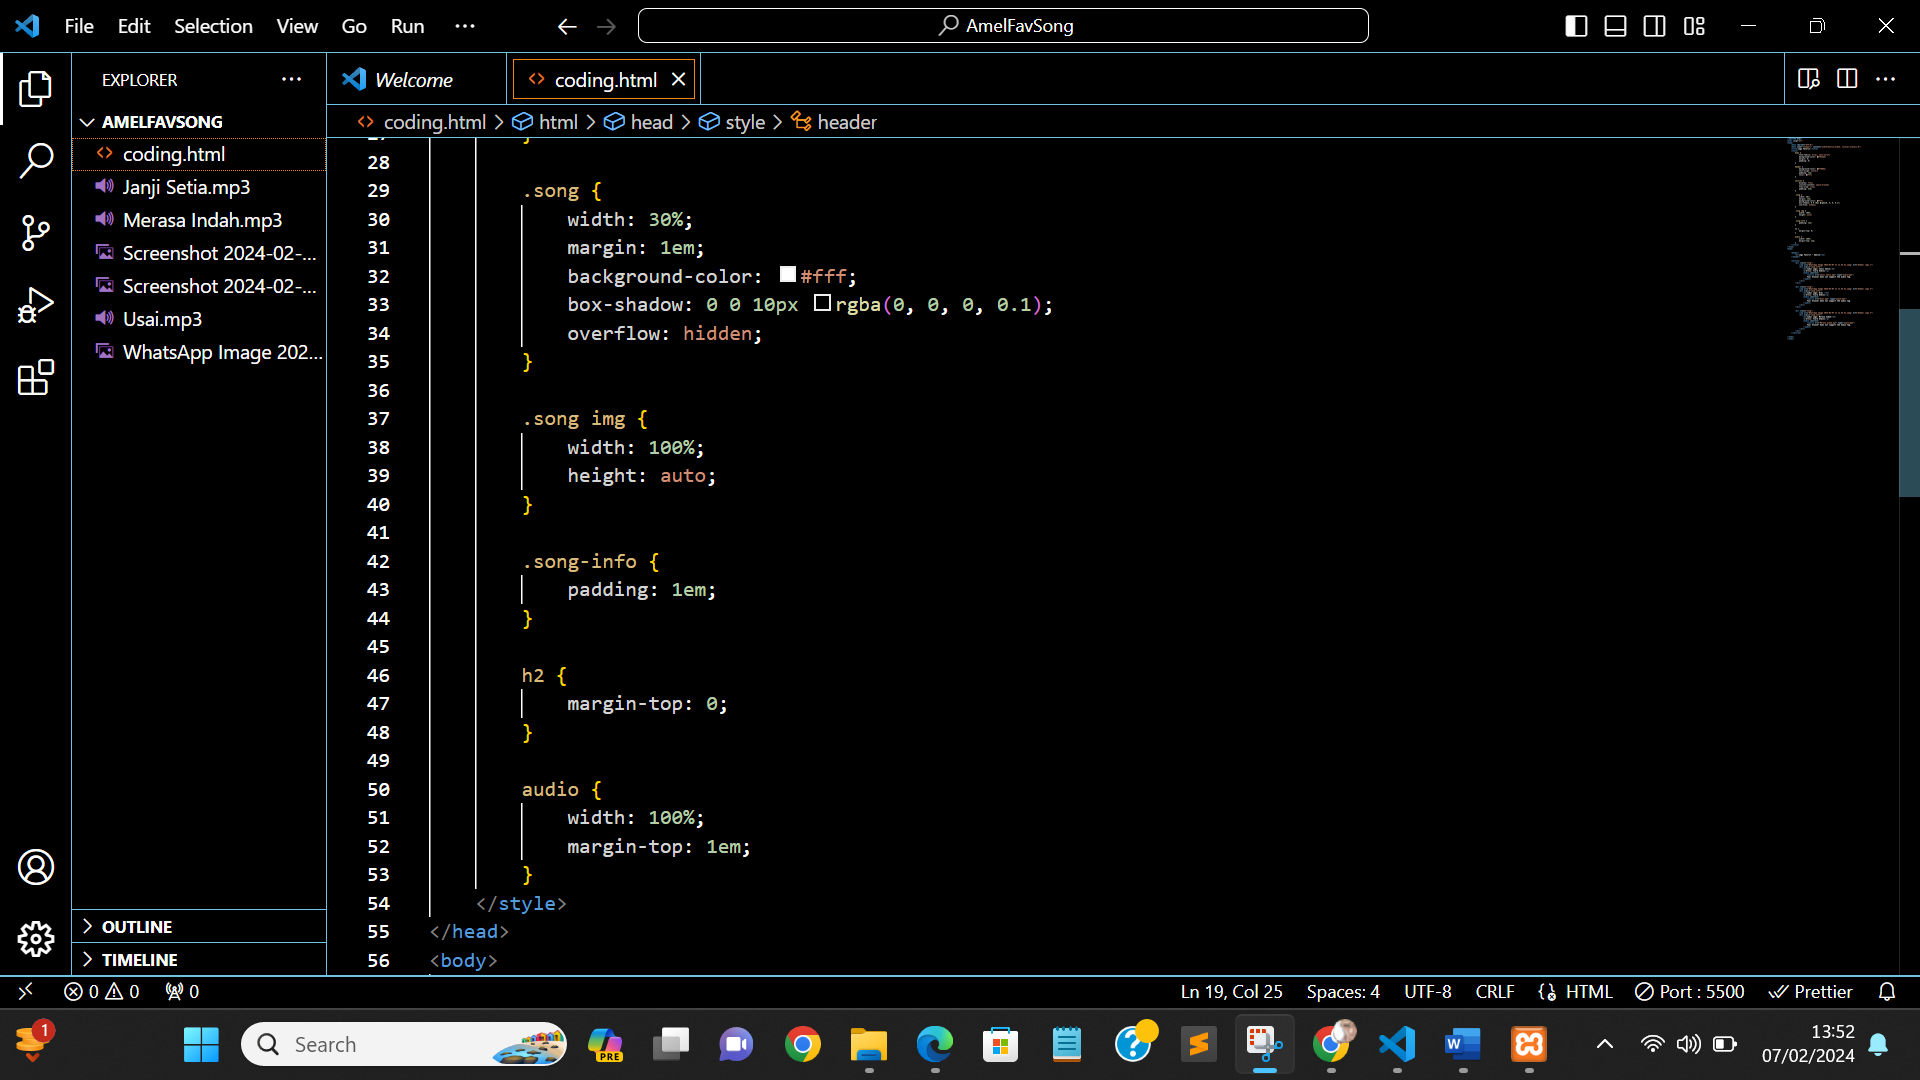 File Edit Selection View Go Run ···
AmelFavSong
EXPLORER
Welcome
coding.html
AMELFAVSONG
coding.html
Janji Setia.mp3
Merasa Indah.mp3
Screenshot 2024-02-...
Screenshot 2024-02-...
Usai.mp3
WhatsApp Image 202...
OUTLINE
TIMELINE
coding.html > html > head > style > header
28
29 .song {
30 width: 30%;
31 margin: 1em;
32 background-color: #fff;
33 box-shadow: 0 0 10px rgba(0, 0, 0, 0.1);
34 overflow: hidden;
35 }
36
37 .song img {
38 width: 100%;
39 height: auto;
40 }
41
42 .song-info {
43 padding: 1em;
44 }
45
46 h2 {
47 margin-top: 0;
48 }
49
50 audio {
51 width: 100%;
52 margin-top: 1em;
53 }
54 </style>
55 </head>
56 <body>
0 0 0
Ln 19, Col 25 Spaces: 4 UTF-8 CRLF HTML Port : 5500 Prettier
1
Search
PRE
13:52
07/02/2024